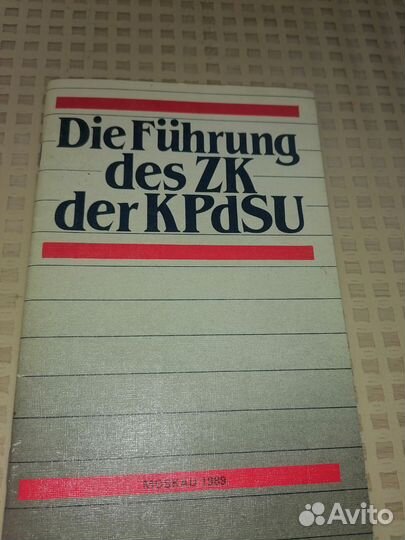 Die Führung
des ZK
der KPdSU
MOSKAU 1989
Avito